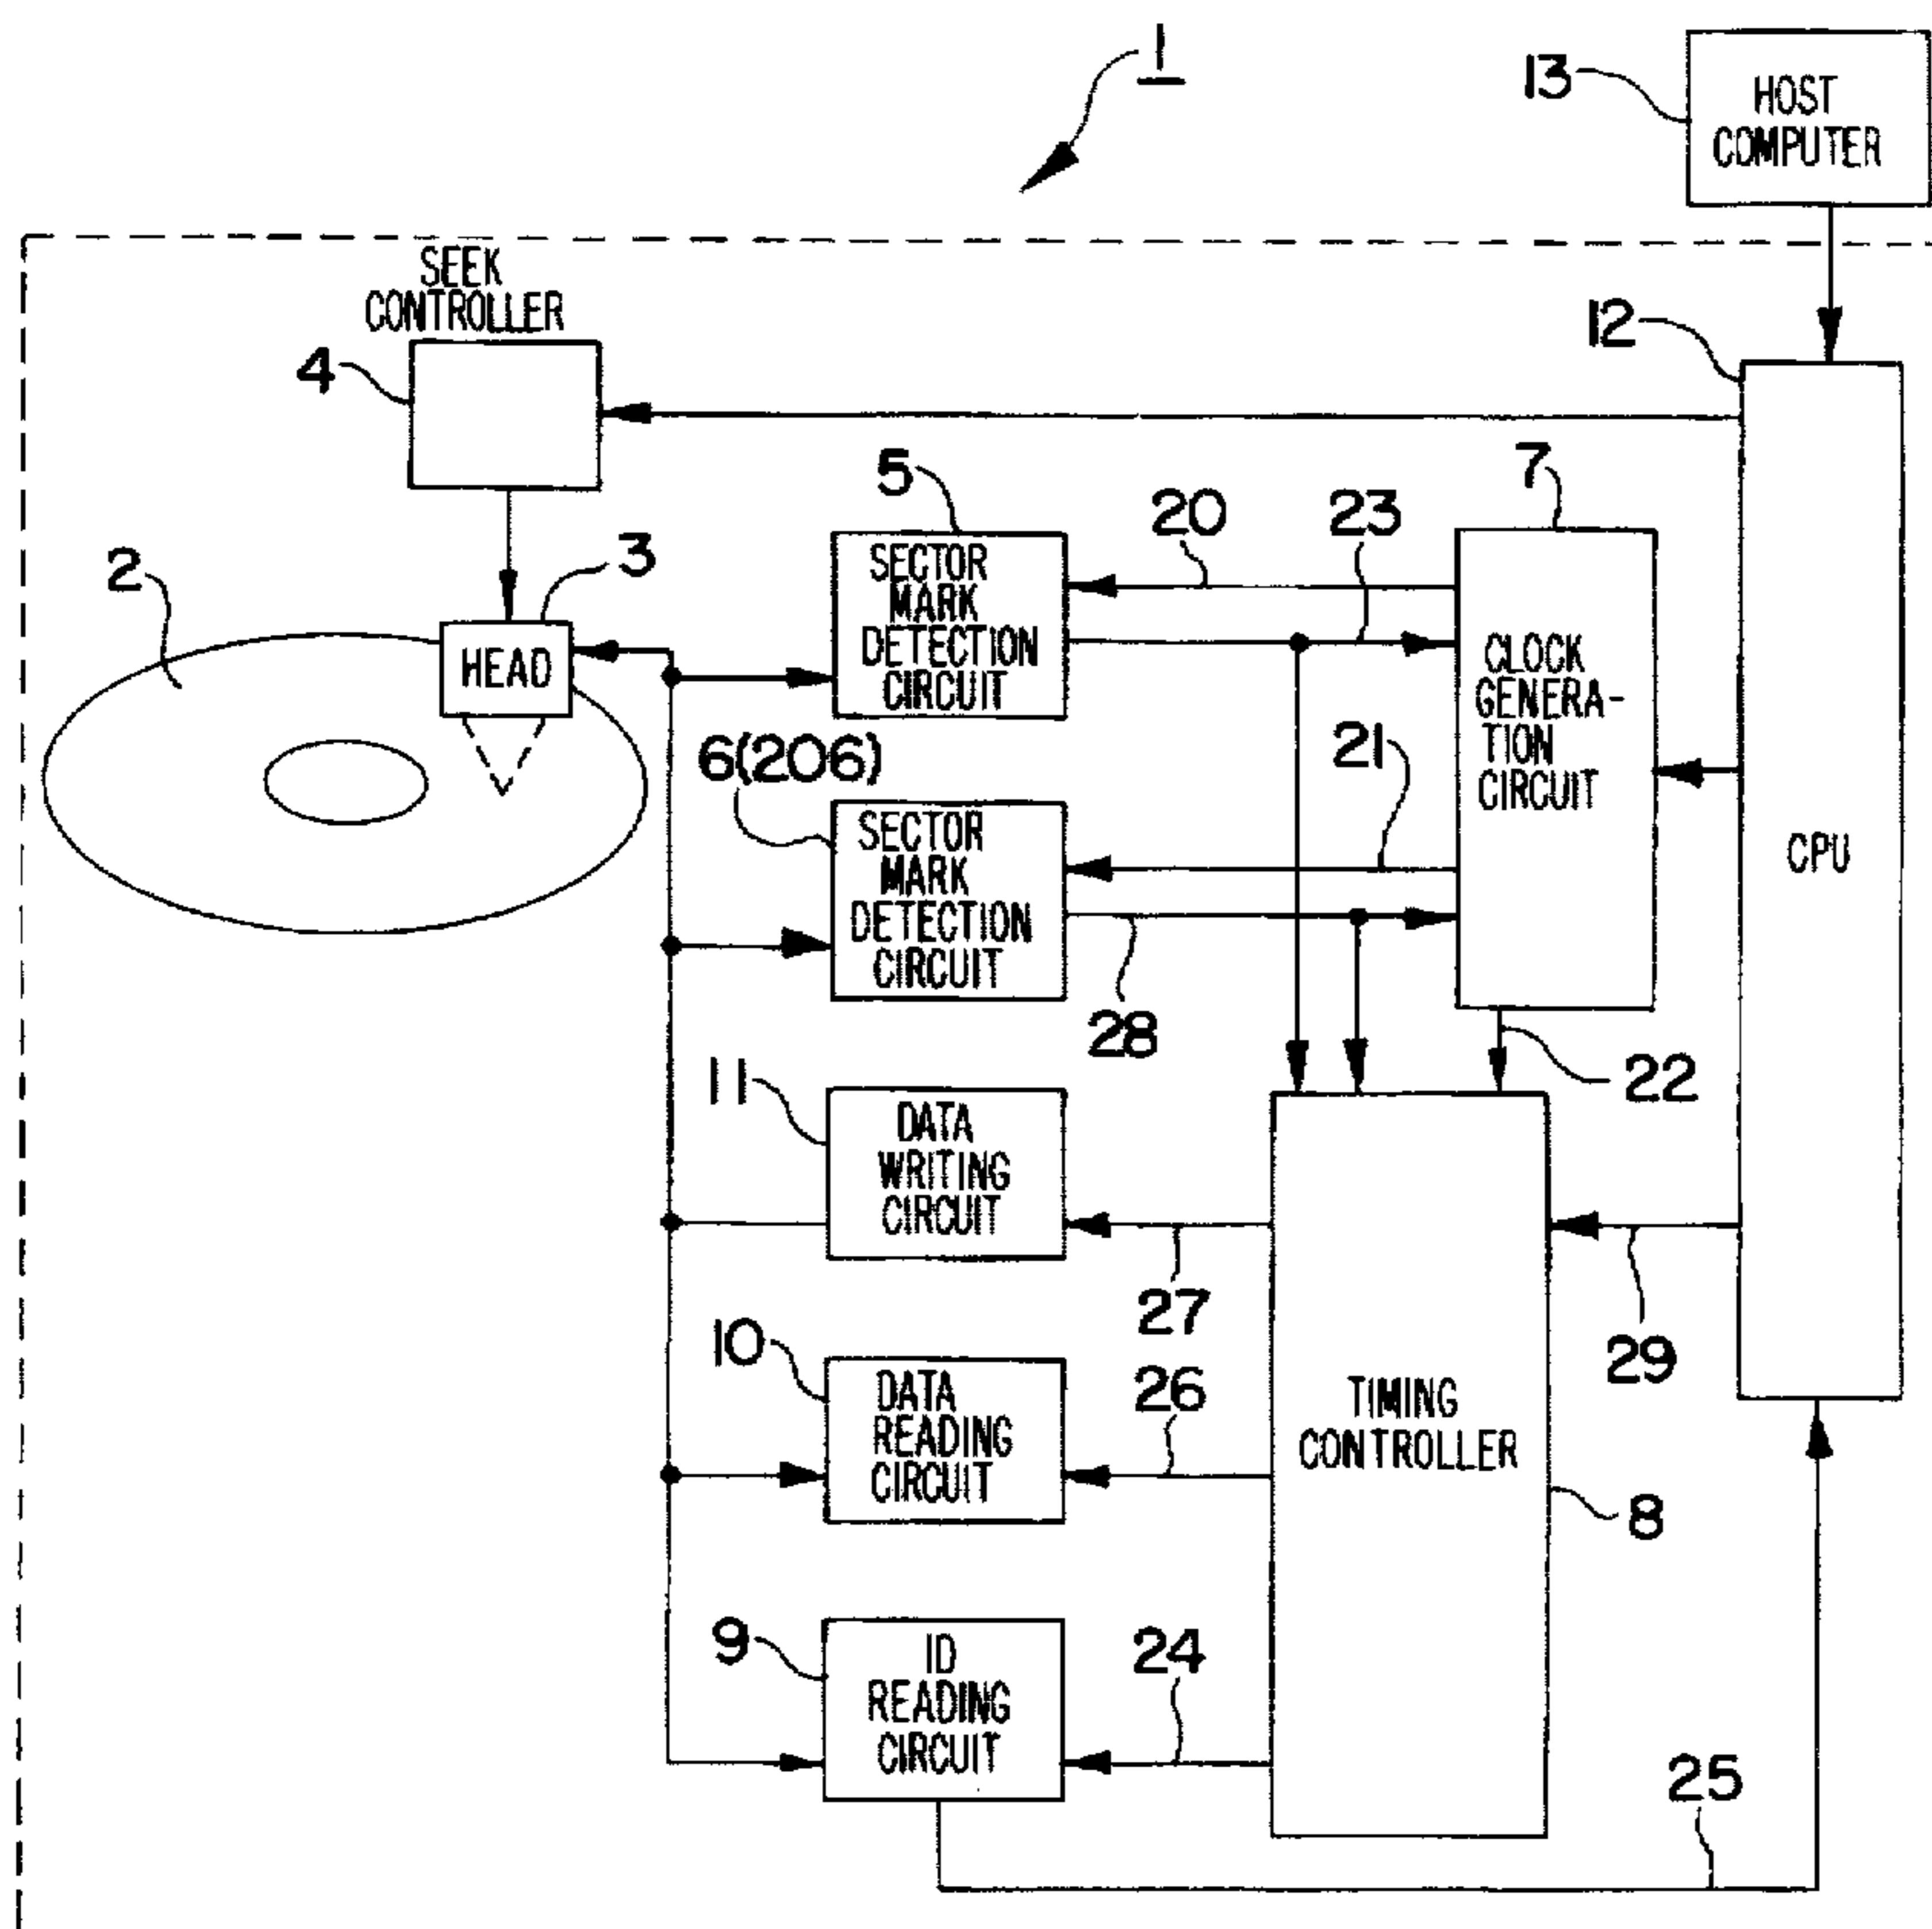 1
13
HOST
COMPUTER
SEEK
CONTROLLER
4
12
5
20
23
7
2
3
HEAD
SECTOR
MARK
DETECTION
CIRCUIT
CLOCK
GENERA-
TION
CIRCUIT
6(206)
21
SECTOR
MARK
DETECTION
CIRCUIT
CPU
28
22
11
DATA
WRITING
CIRCUIT
27
29
10
DATA
READING
CIRCUIT
26
TIMING
CONTROLLER
8
9
ID
READING
CIRCUIT
24
25